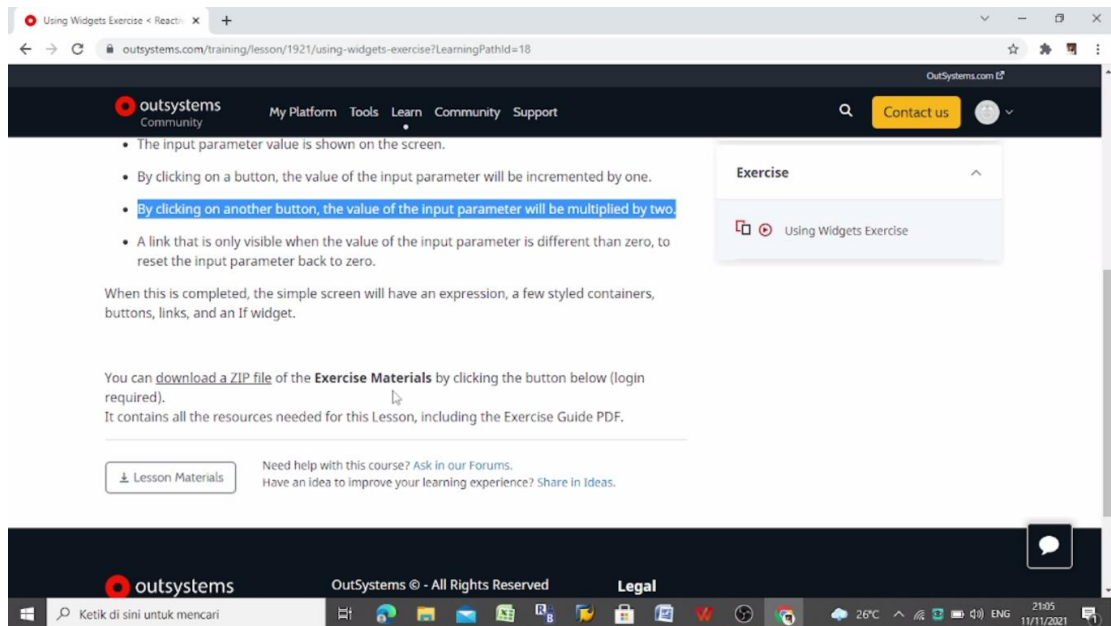 Using Widgets Exercise < Reacti
outsystems.com/training/lesson/1921/using-widgets-exercise?LearningPathId=18
OutSystems.com
outsystems
Community
My Platform Tools Learn Community Support
Contact us
• The input parameter value is shown on the screen.
• By clicking on a button, the value of the input parameter will be incremented by one.
• By clicking on another button, the value of the input parameter will be multiplied by two.
• A link that is only visible when the value of the input parameter is different than zero, to
reset the input parameter back to zero.
When this is completed, the simple screen will have an expression, a few styled containers,
buttons, links, and an If widget.
Exercise
Using Widgets Exercise
You can download a ZIP file of the Exercise Materials by clicking the button below (login
required).
It contains all the resources needed for this Lesson, including the Exercise Guide PDF.
Lesson Materials
Need help with this course? Ask in our Forums.
Have an idea to improve your learning experience? Share in Ideas.
outsystems
OutSystems © - All Rights Reserved
Legal
Ketik di sini untuk mencari
26°C
ENG
21:05
11/11/2021